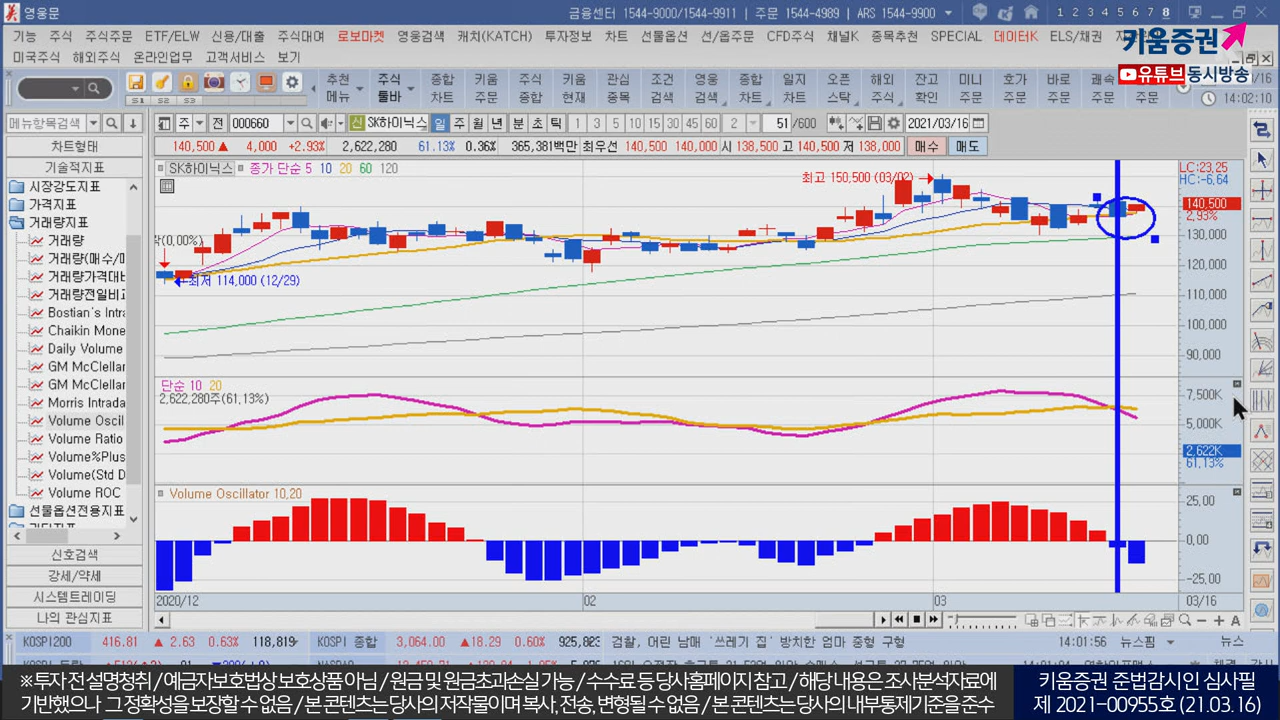 영웅문
금융센터 1544-9000/1544-9911 | 주문 1544-4989 | ARS 1544-9900
1 2 3 4 5 6 7 8
기능 주식 주식주문 ETF/ELW 신용/대출 주식대여 로보마켓 영웅검색 캐치(KATCH) 투자정보 차트 선물옵션 선/옵주문 CFD주식 채널K 종목추천 SPECIAL 데이터K ELS/채권
키움증권
미국주식 해외주식 온라인업무 고객서비스 보기
유튜브 동시방송
추천 메뉴
주식 툴바
종합 차트
키움 주문
주식 종합
키움 현재
관심 종목
조건 검색
영웅 검색
종합 차트
일지 차트
오픈 스탁
해외 주식
잔고 확인
미니 주문
호가 주문
바로 주문
쾌속 주문
주문
S1 S2 S3
14:02:10
메뉴항목검색
주 전 000660 신 SK하이닉스 일 주 월 년 분 초 틱 1 3 5 10 15 30 45 60 2 51 /600 2021/03/16
차트형태
140,500 ▲ 4,000 +2.93% 2,622,280 61.13% 0.36% 365,381백만 최우선 140,500 140,000 시 138,500 고 140,500 저 138,000 매수 매도
기술적지표
시장강도지표
가격지표
거래량지표
거래량
거래량(매수/매
거래량가격대
거래량전일비
Bostian's Intra
Chaikin Mone
Daily Volume
GM McClellar
GM McClellar
Morris Intrada
Volume Oscil
Volume Ratio
Volume%Plus
Volume(Std D
Volume ROC
선물옵션전용지표
신호검색
강세/약세
시스템트레이딩
나의 관심지표
SK하이닉스 종가 단순 5 10 20 60 120
최고 150,500 (03/02)
LC:23,25
HC:-6,64
140,500
2.93%
130,000
120,000
110,000
100,000
90,000
(0,00%)
최저 114,000 (12/29)
단순 10 20
2,622,280주(61.13%)
7,500K
5,000K
2,622K
61.13%
Volume Oscillator 10,20
25,00
0,00
-25,00
2020/12 02 03 03/16
KOSPI200 416.81 ▲ 2.63 0.63% 118,819 KOSPI 종합 3,064.00 ▲18.29 0.60% 925,823 검찰, 어린 남매 '쓰레기 집' 방치한 엄마 중형 구형 14:01:56 뉴스핌 뉴스
※ 투자 전 설명청취 / 예금자보호법상 보호상품 아님 / 원금 및 원금초과손실 가능 / 수수료 등 당사홈페이지 참고 / 해당 내용은 조사분석자료에
기반했으나 그 정확성을 보장할 수 없음 / 본 콘텐츠는 당사의 저작물이며 복사, 전송, 변형될 수 없음 / 본 콘텐츠는 당사의 내부통제기준을 준수
키움증권 준법감시인 심사필
제 2021-00955호 (21.03.16)